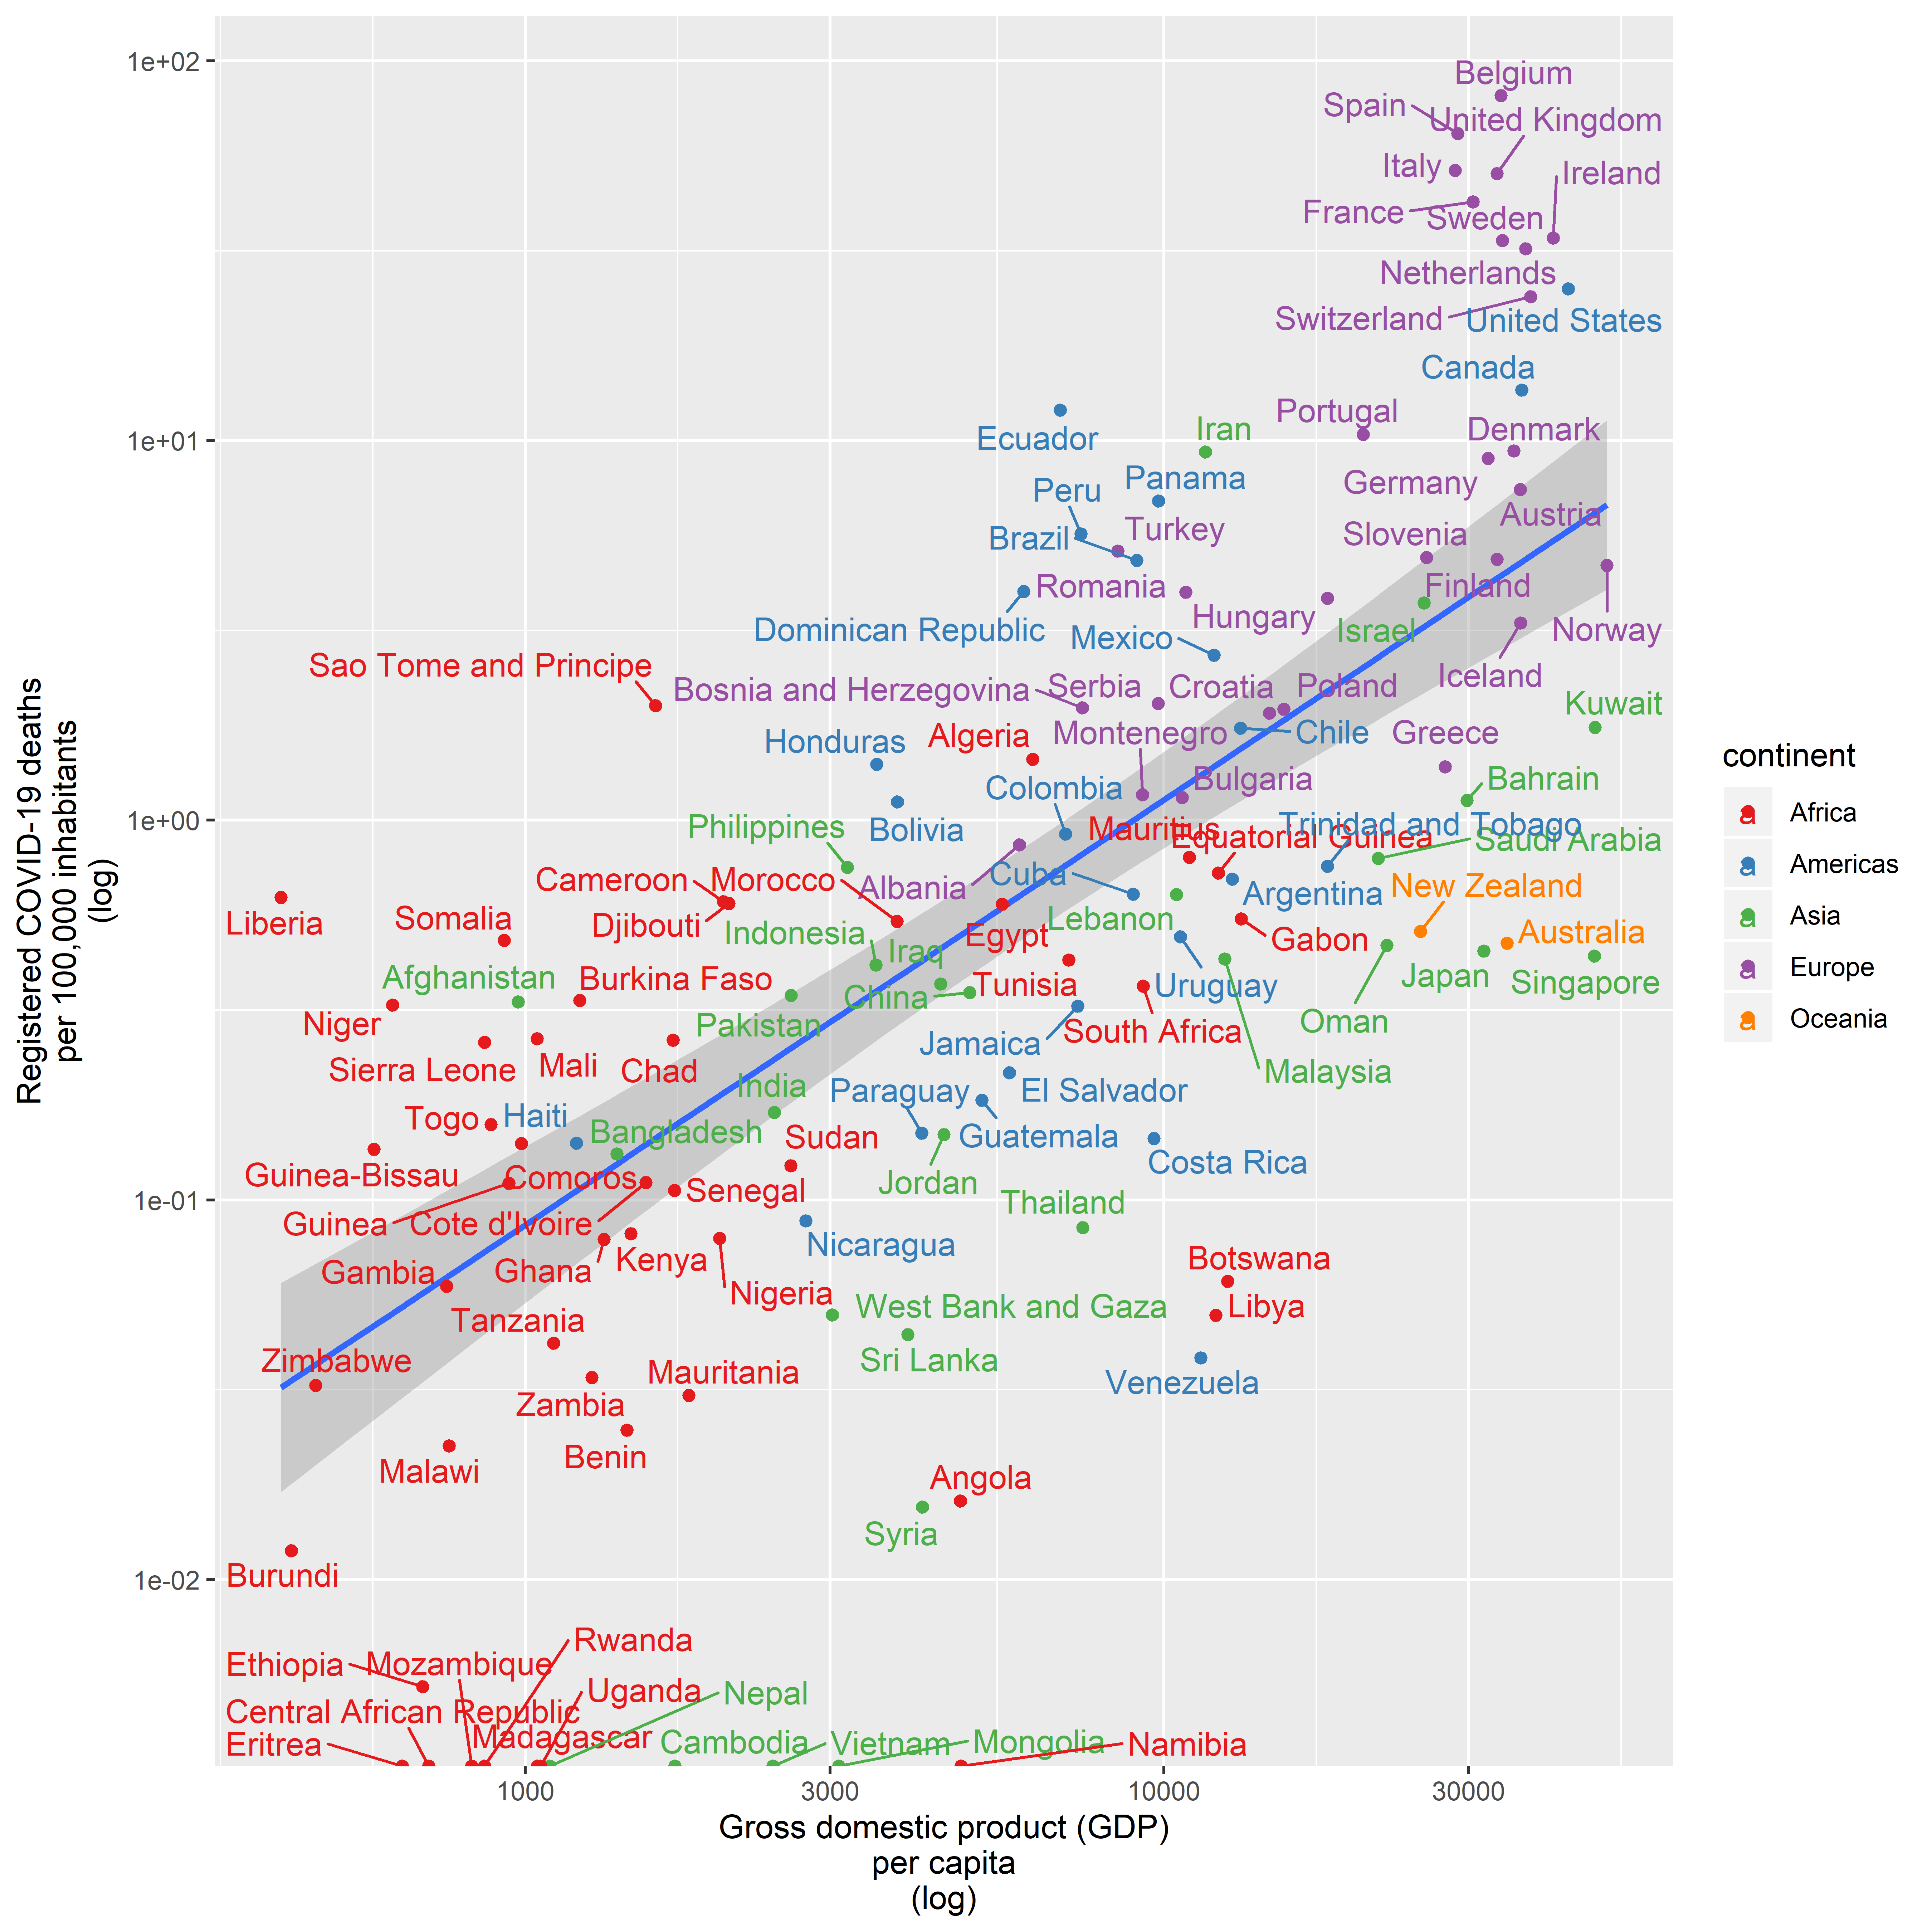 1e+02
Belgium
Spain
United Kingdom
Italy
Ireland
France
Sweden
Netherlands
Switzerland
United States
Canada
Portugal
1e+01
Ecuador
Iran
Denmark
Panama
Germany
Peru
Austria
Turkey
Slovenia
Brazil
Romania
Finland
Hungary
Israel
Norway
Dominican Republic
Mexico
Sao Tome and Principe
Iceland
Bosnia and Herzegovina
Serbia
Croatia
Poland
Kuwait
Honduras
Algeria
Montenegro
Chile
Greece
Colombia
Bulgaria
Bahrain
1e+00
Philippines
Bolivia
Mauritius
Equatorial Guinea
Trinidad and Tobago
Saudi Arabia
Cameroon
Morocco
Albania
Cuba
Argentina
New Zealand
Liberia
Somalia
Djibouti
Indonesia
Iraq
Egypt
Lebanon
Gabon
Australia
Afghanistan
Burkina Faso
China
Tunisia
Uruguay
Japan
Singapore
Niger
Pakistan
Jamaica
South Africa
Oman
Sierra Leone
Mali
Chad
India
Malaysia
Paraguay
El Salvador
Togo
Haiti
Bangladesh
Sudan
Guatemala
Costa Rica
Guinea-Bissau
Comoros
Senegal
Jordan
1e-01
Thailand
Guinea
Cote d'Ivoire
Nicaragua
Gambia
Ghana
Kenya
Nigeria
Botswana
Tanzania
West Bank and Gaza
Libya
Zimbabwe
Mauritania
Sri Lanka
Venezuela
Zambia
Malawi
Benin
Angola
Syria
Burundi
1e-02
Rwanda
Ethiopia
Mozambique
Central African Republic
Uganda
Nepal
Eritrea
Madagascar
Cambodia
Vietnam
Mongolia
Namibia
1000
3000
10000
30000
Gross domestic product (GDP)
per capita
(log)
Registered COVID-19 deaths
per 100,000 inhabitants
(log)
continent
a Africa
a Americas
a Asia
a Europe
a Oceania